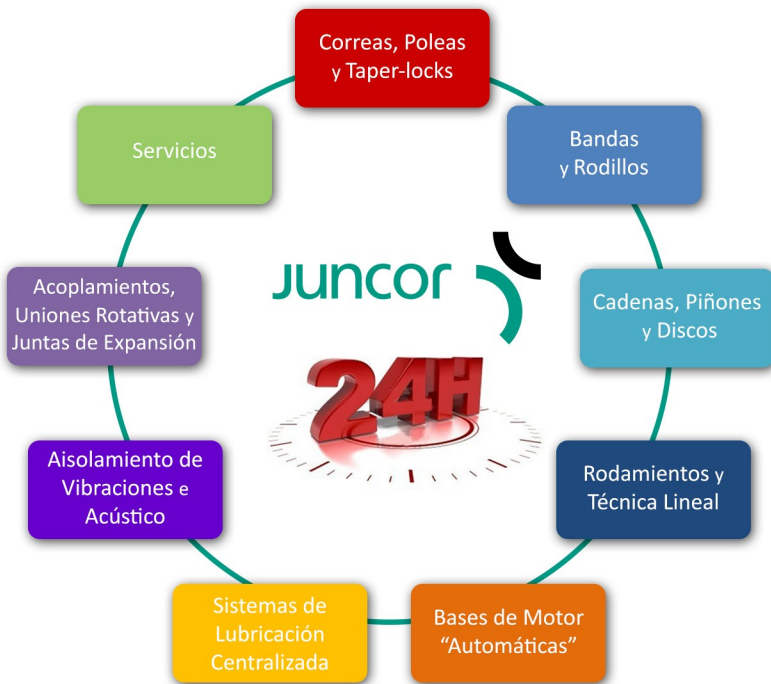 Correas, Poleas
y Taper-locks
Bandas
y Rodillos
Cadenas, Piñones
y Discos
Rodamientos y
Técnica Lineal
Bases de Motor
“Automáticas”
Sistemas de
Lubricación
Centralizada
Aisolamiento de
Vibraciones e
Acústico
Acoplamientos,
Uniones Rotativas y
Juntas de Expansión
Servicios
Juncor
24H